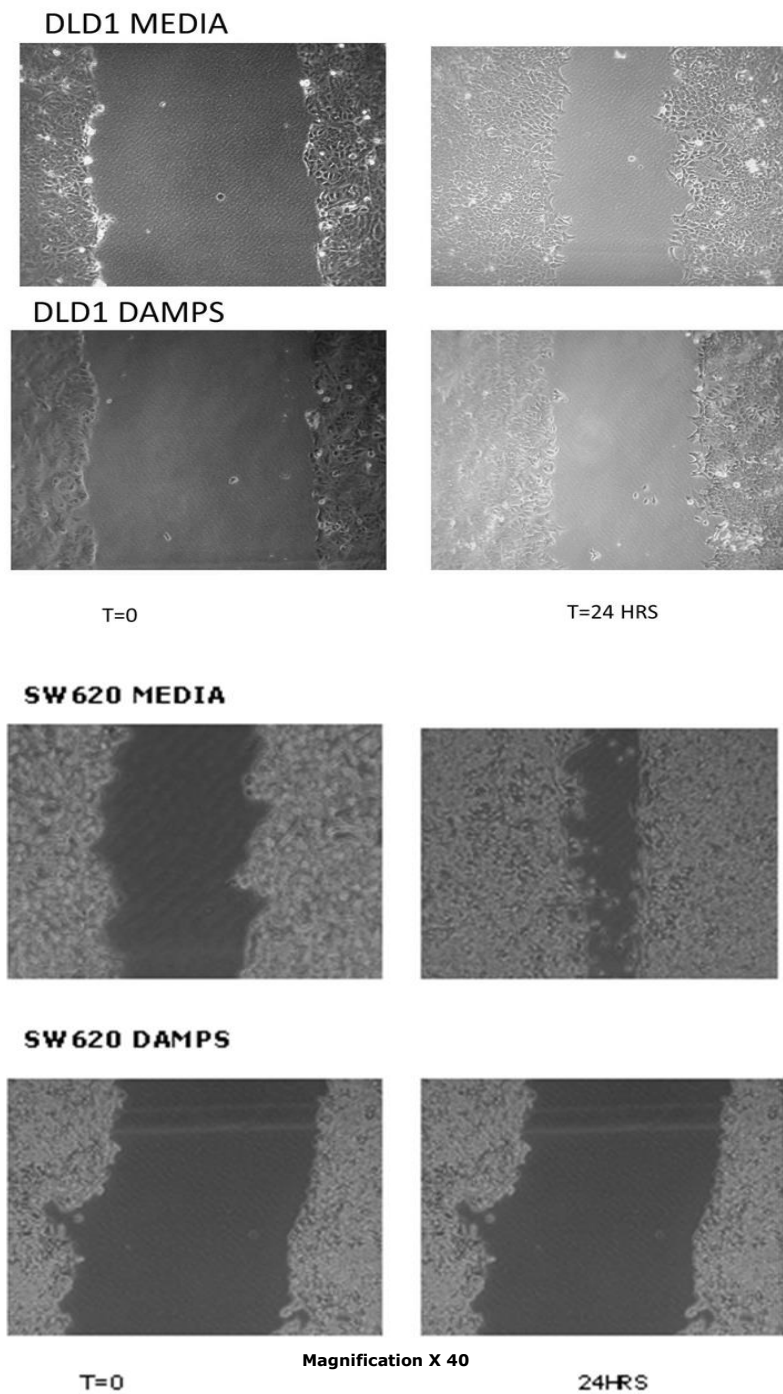 DLD1 MEDIA
DLD1 DAMPS
T=0 T=24 HRS
SW620 MEDIA
SW620 DAMPS
Magnification X 40
T=0 24HRS